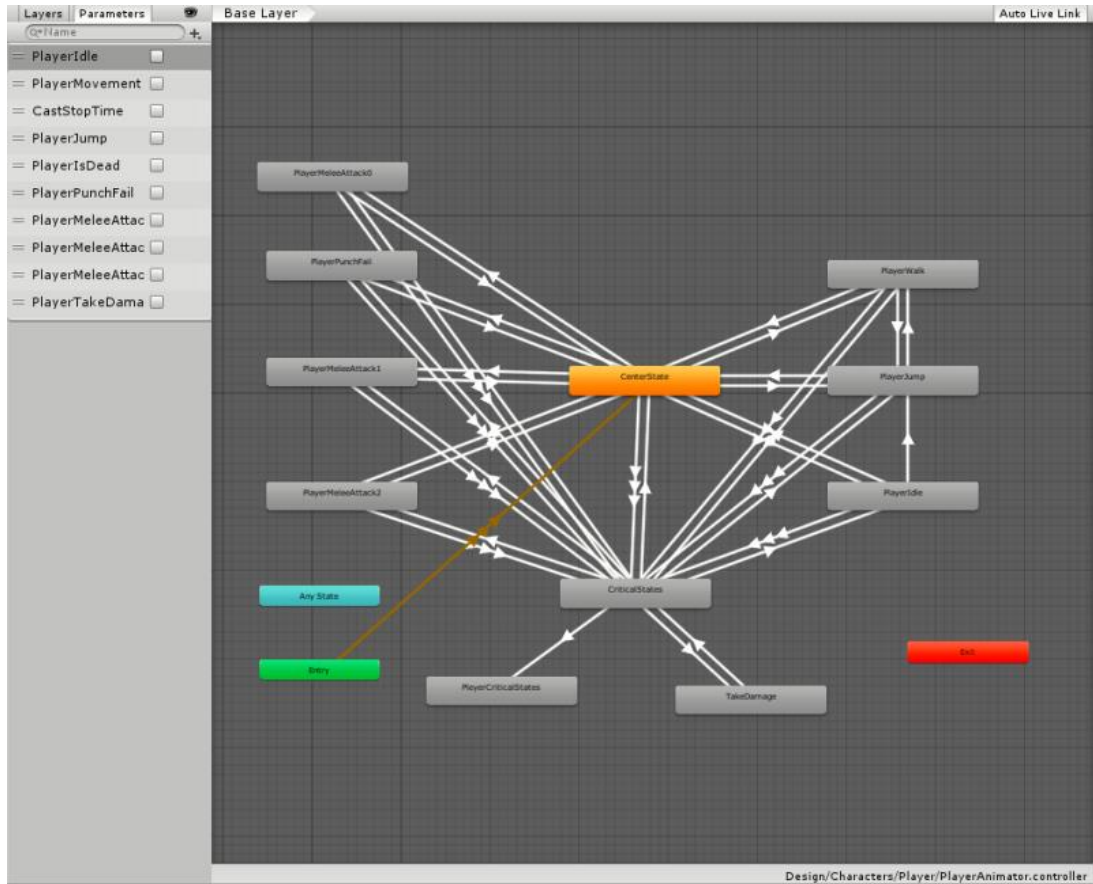 Layers Parameters
Name
PlayerIdle
PlayerMovement
CastStopTime
PlayerJump
PlayerIsDead
PlayerPunchFail
PlayerMeleeAttac
PlayerMeleeAttac
PlayerMeleeAttac
PlayerTakeDama
Base Layer
Auto Live Link
PlayerMeleeAttack0
PlayerPunchFail
PlayerWalk
PlayerMeleeAttack1
CenterState
PlayerJump
PlayerMeleeAttack2
PlayerIdle
Any State
CriticalStates
Exit
Entry
PlayerCriticalStates
TakeDamage
Design/Characters/Player/PlayerAnimator.controller